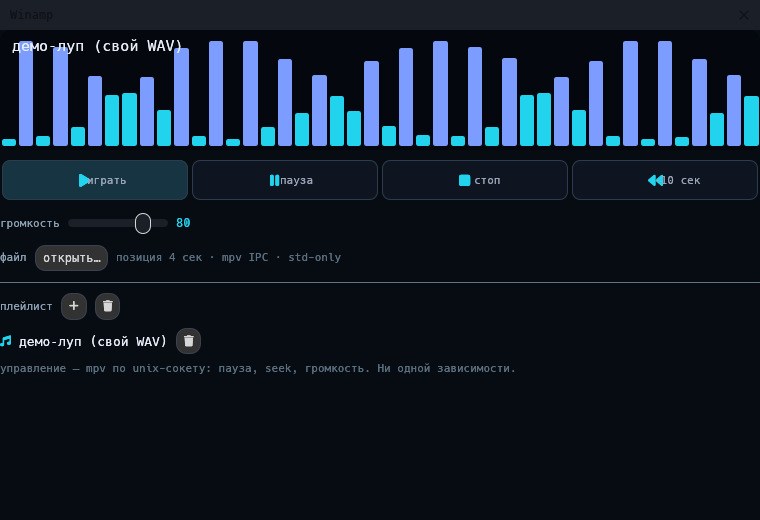 Winamp
демо-луп (свой WAV)
играть пауза стоп 10 сек
громкость 80
файл открыть… позиция 4 сек · mpv IPC · std-only
плейлист +
демо-луп (свой WAV)
управление — mpv по unix-сокету: пауза, seek, громкость. Ни одной зависимости.